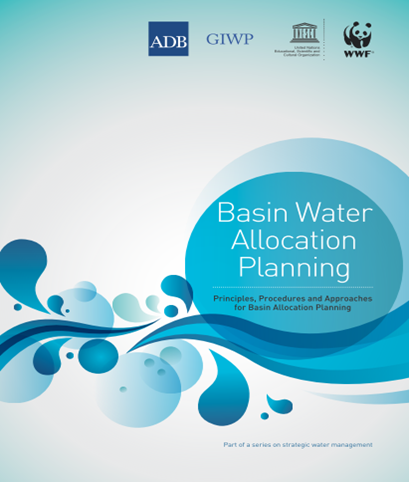 ADB
GIWP
United Nations
Educational, Scientific and
Cultural Organization
WWF
Basin Water
Allocation
Planning
Principles, Procedures and Approaches
for Basin Allocation Planning
Part of a series on strategic water management